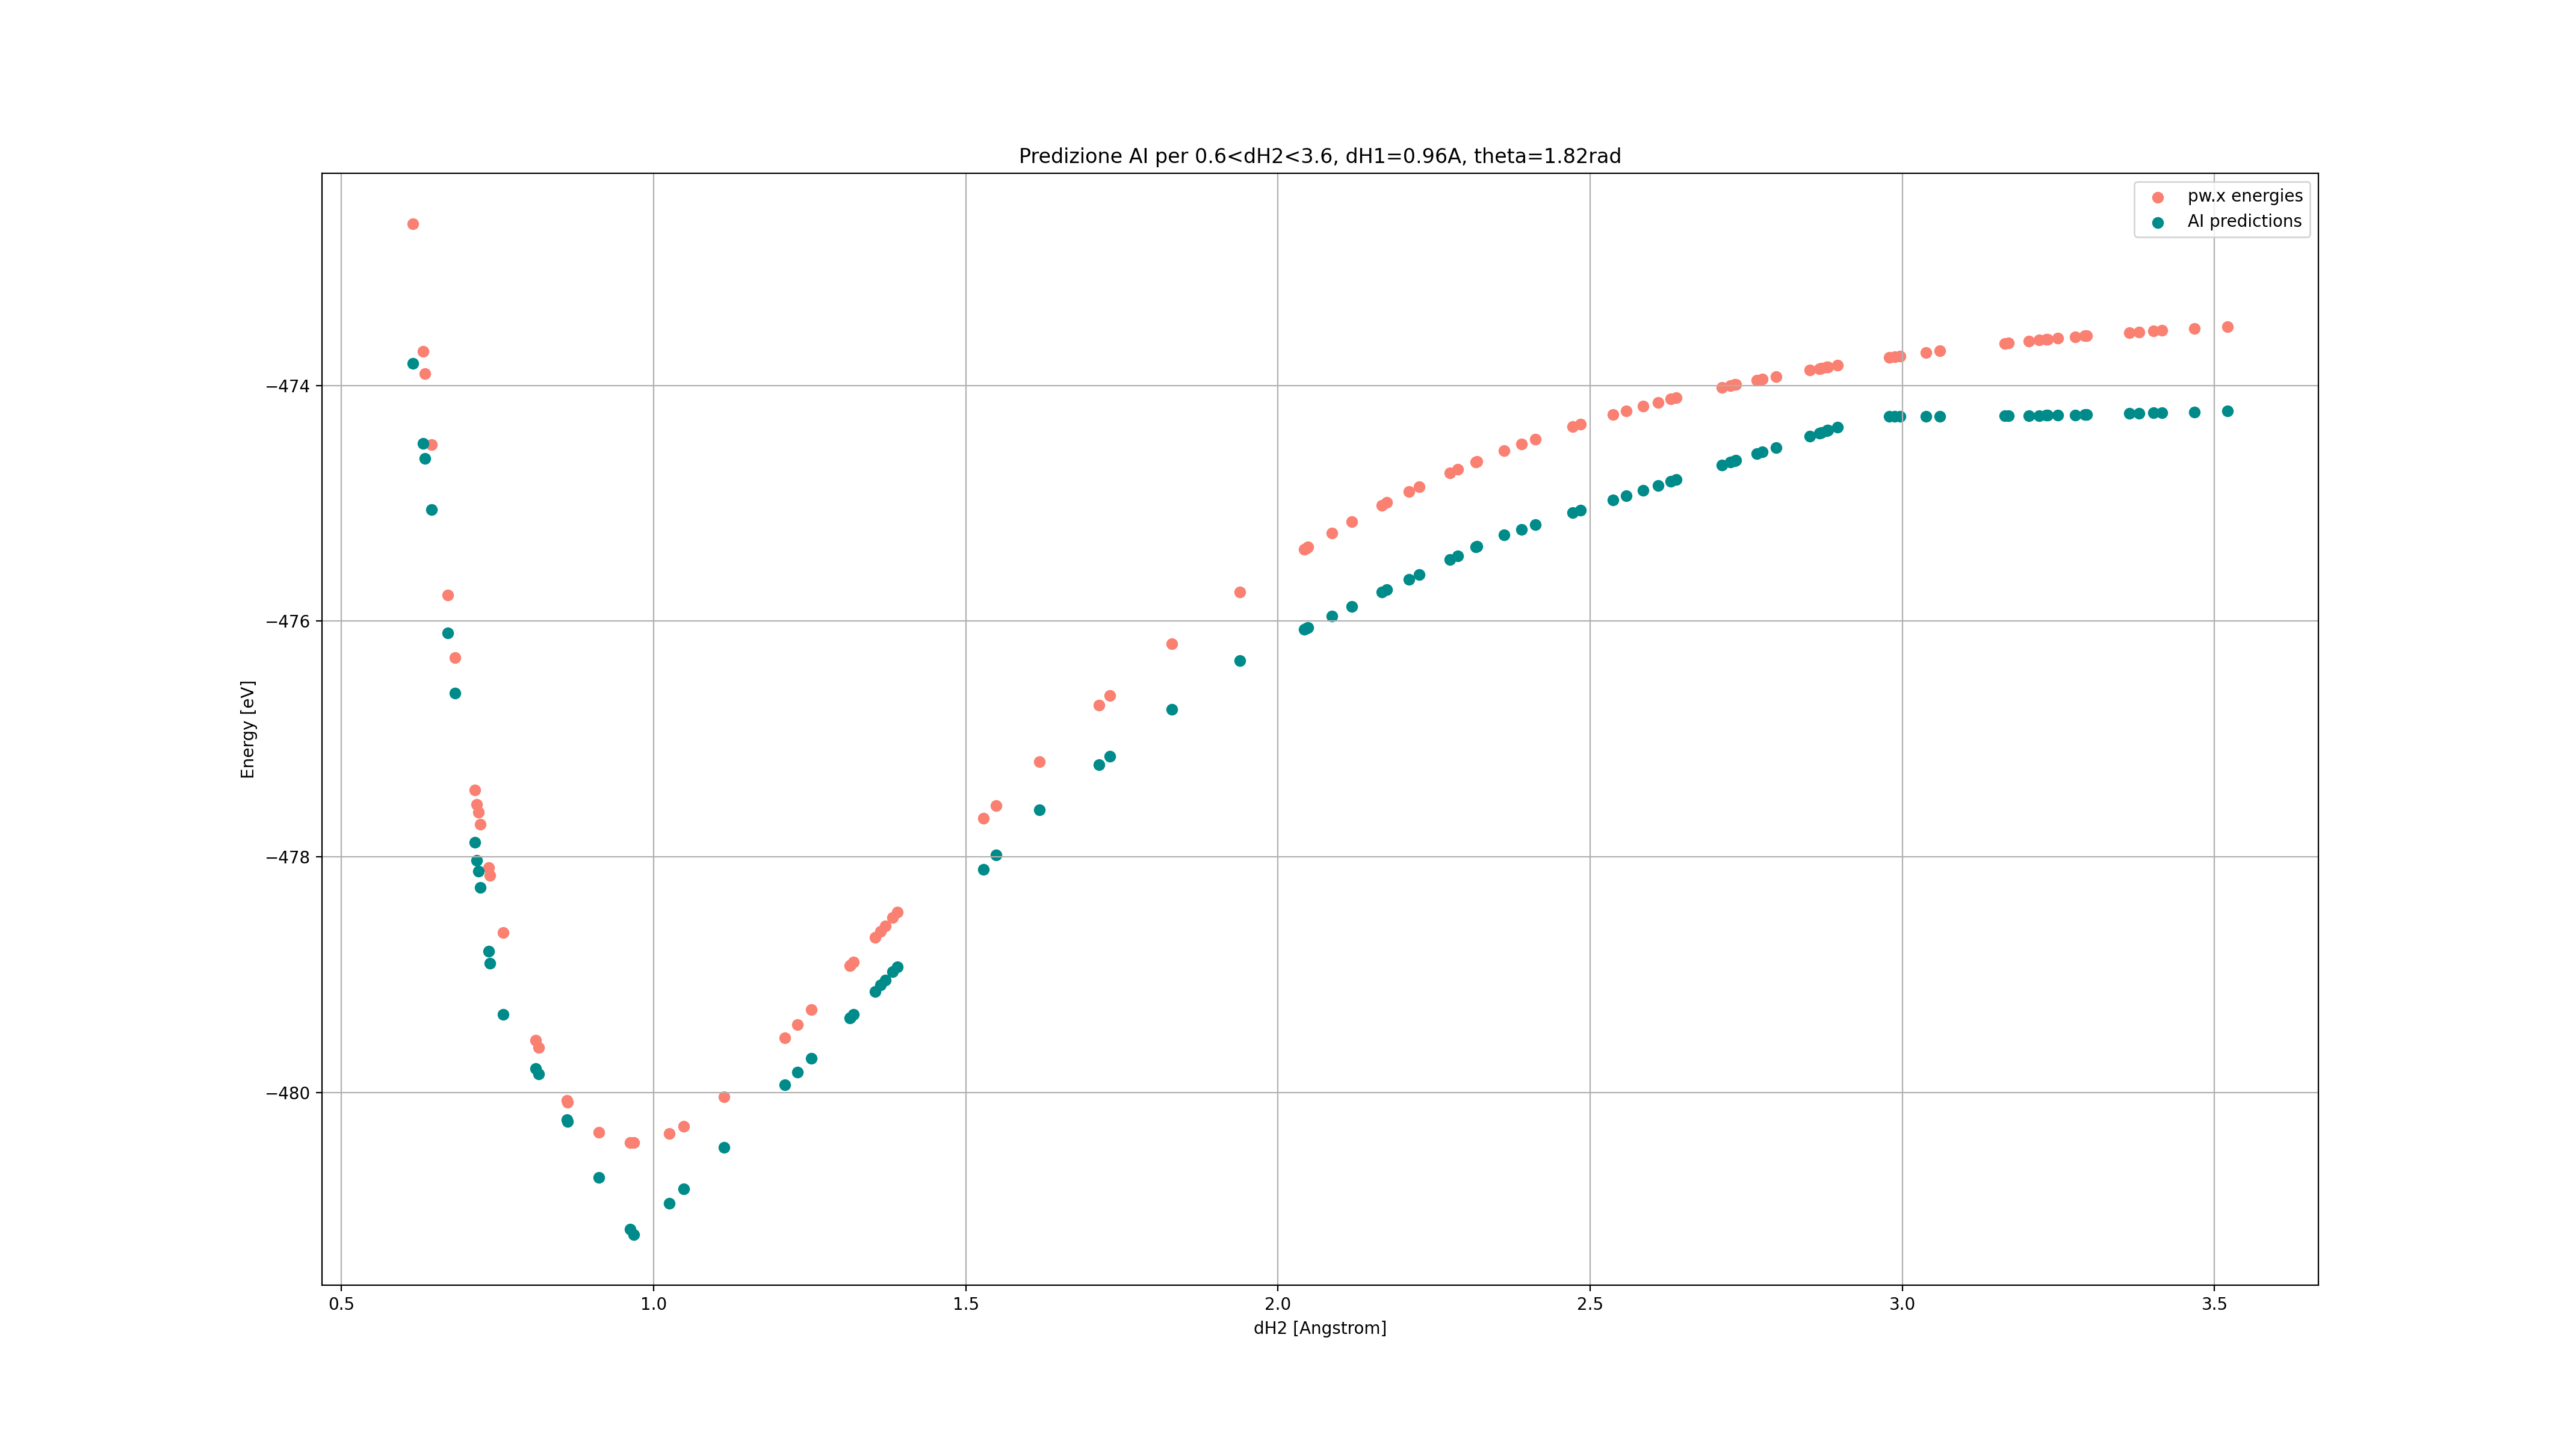 Predizione AI per 0.6<dH2<3.6, dH1=0.96A, theta=1.82rad
pw.x energies
AI predictions
−474
−476
−478
−480
Energy [eV]
0.5 1.0 1.5 2.0 2.5 3.0 3.5
dH2 [Angstrom]